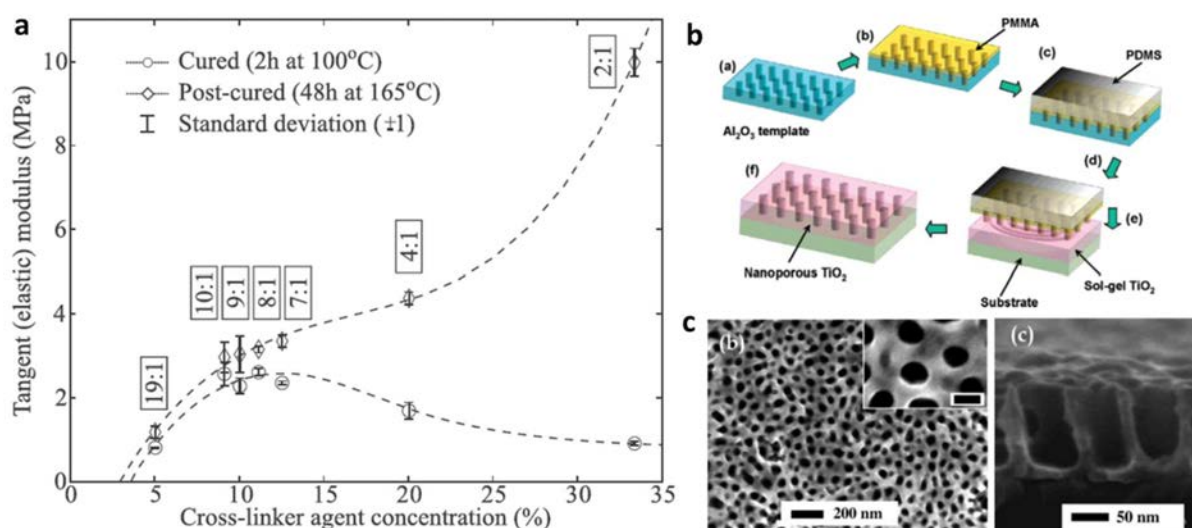 a
Tangent (elastic) modulus (MPa)
10
8
6
4
2
0
Cured (2h at 100°C)
Post-cured (48h at 165°C)
Standard deviation (±1)
19:1
10:1
9:1
8:1
7:1
4:1
2:1
0 5 10 15 20 25 30 35
Cross-linker agent concentration (%)
b
(a)
Al₂O₃ template
(b)
PMMA
(c)
PDMS
(d)
(e)
Sol-gel TiO₂
Substrate
(f)
Nanoporous TiO₂
c
(b)
200 nm
(c)
50 nm